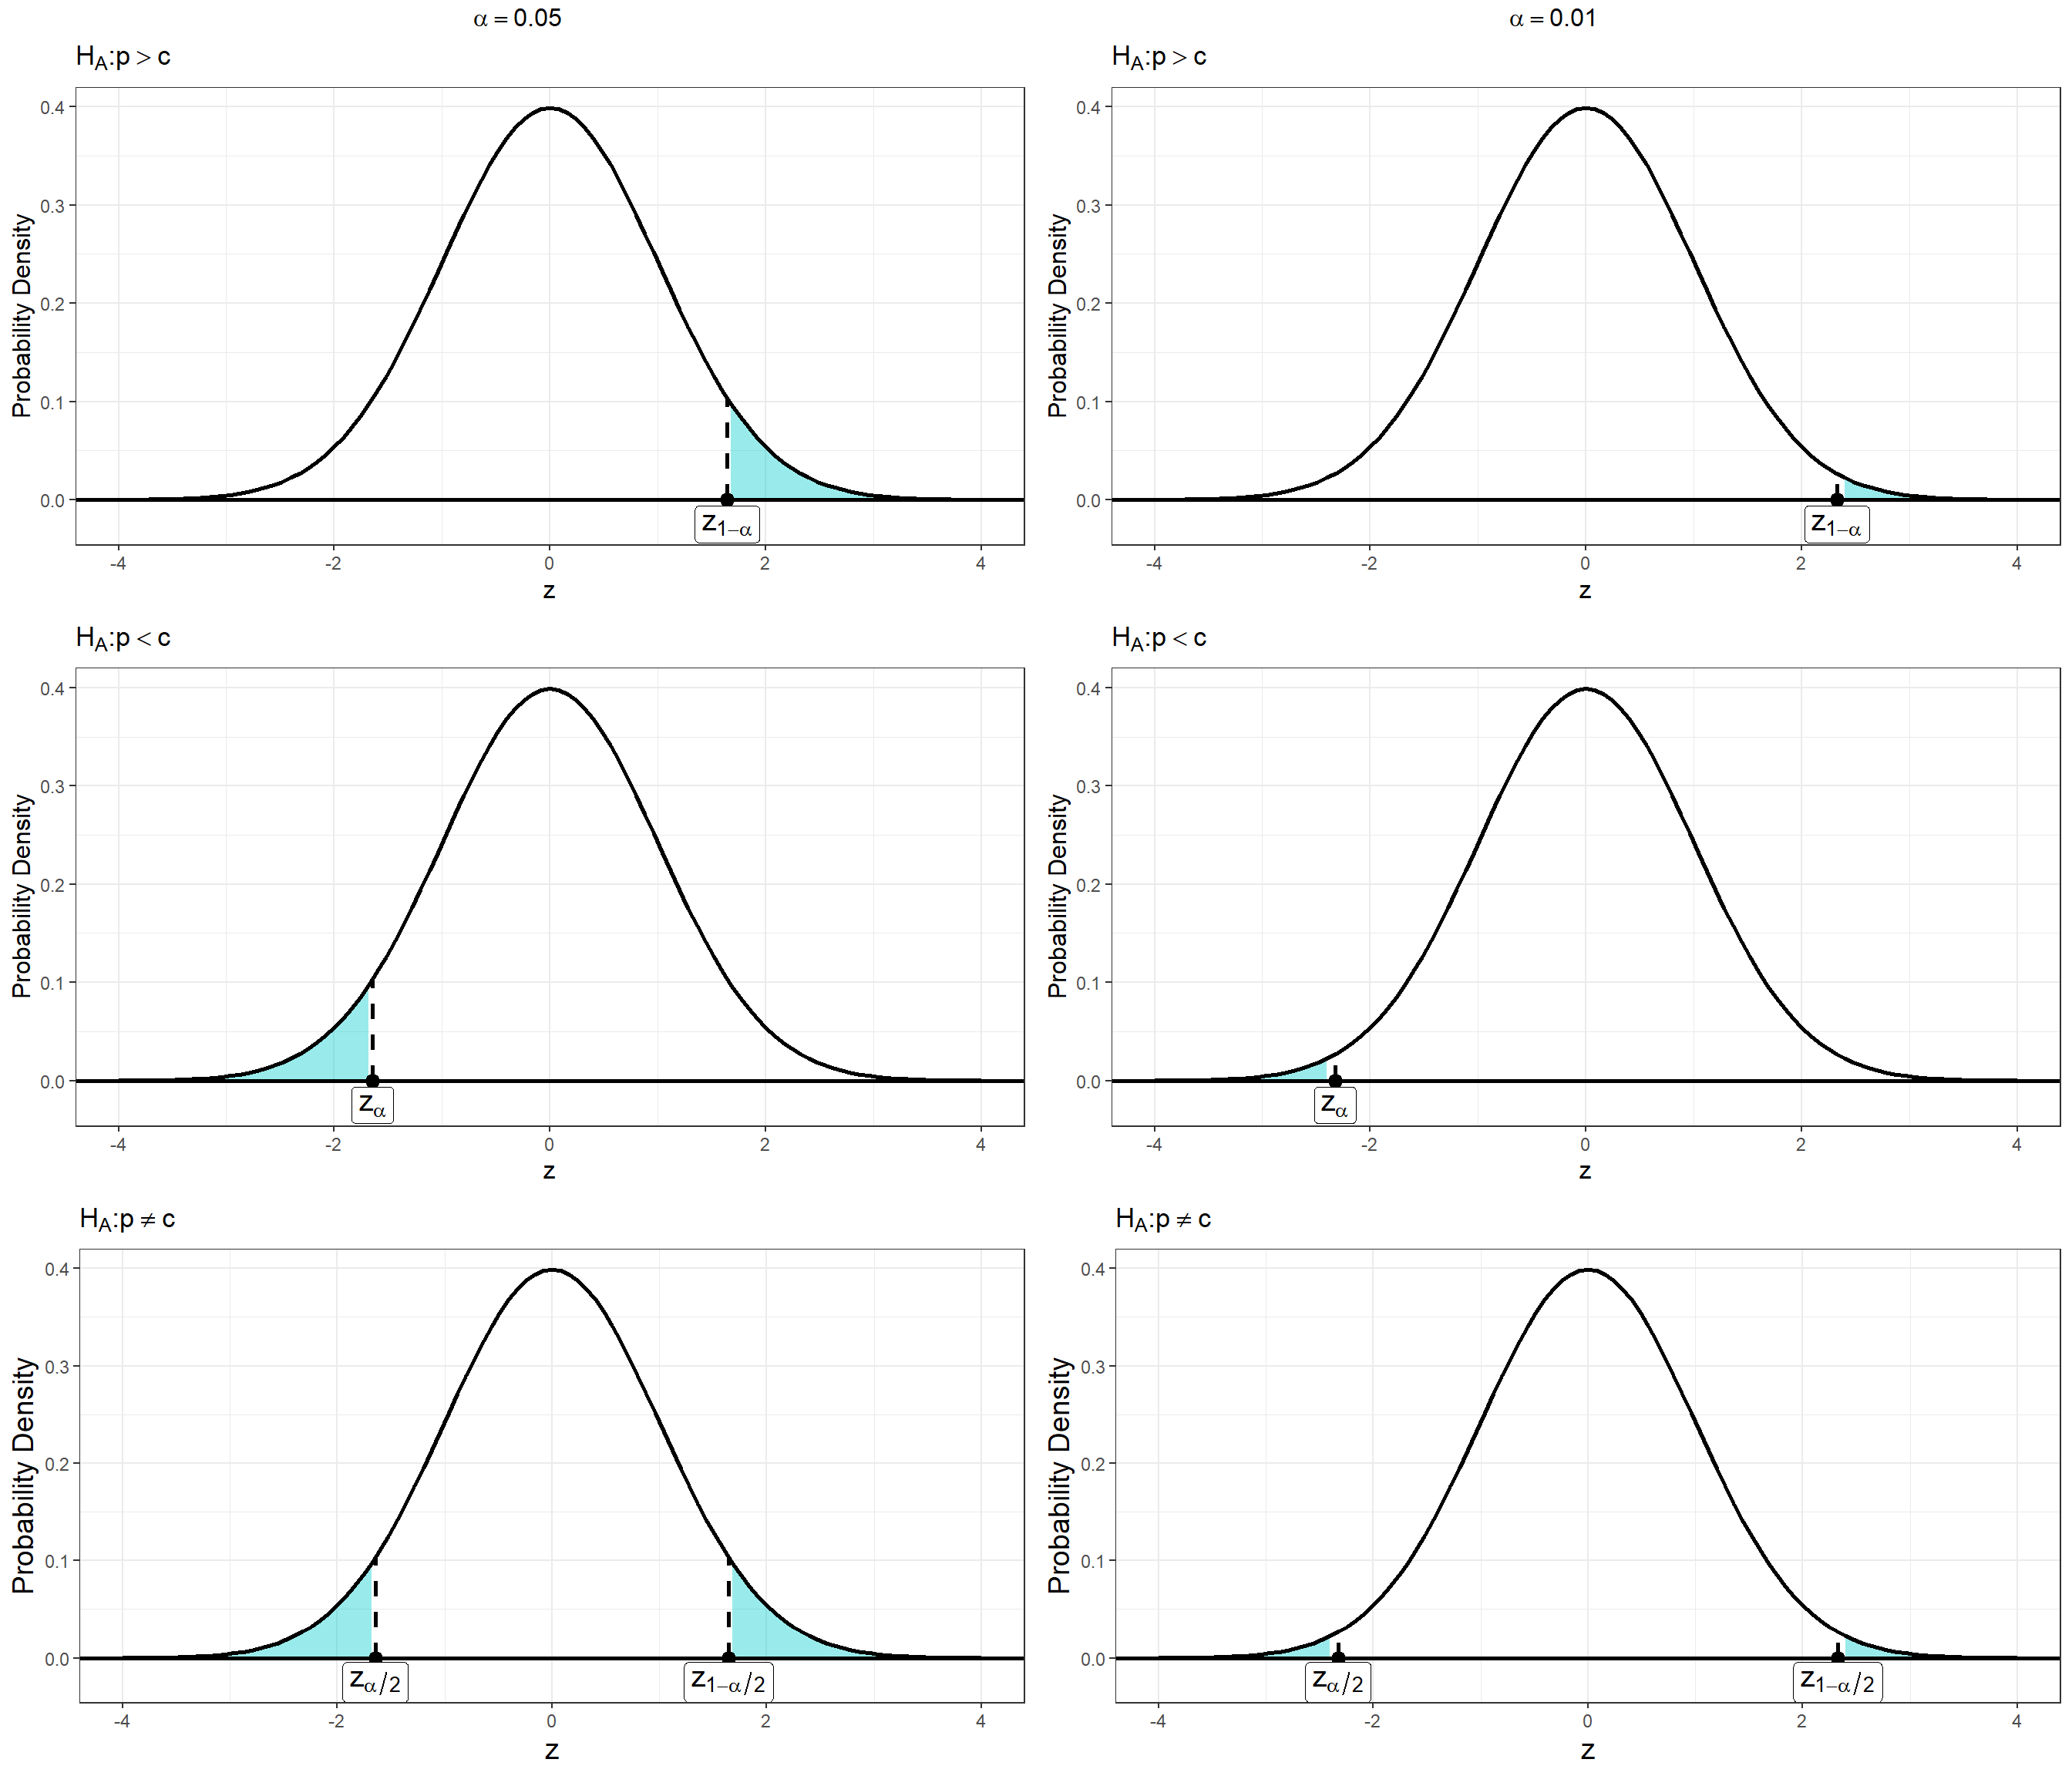 α = 0.05
H_A:p > c
0.4
0.3
0.2
0.1
0.0
Probability Density
z_1−α
-4 -2 0 2 4
z
H_A:p < c
0.4
0.3
0.2
0.1
0.0
Probability Density
z_α
-4 -2 0 2 4
z
H_A:p ≠ c
0.4
0.3
0.2
0.1
0.0
Probability Density
z_α/2 z_1−α/2
-4 -2 0 2 4
z
α = 0.01
H_A:p > c
0.4
0.3
0.2
0.1
0.0
Probability Density
z_1−α
-4 -2 0 2 4
z
H_A:p < c
0.4
0.3
0.2
0.1
0.0
Probability Density
z_α
-4 -2 0 2 4
z
H_A:p ≠ c
0.4
0.3
0.2
0.1
0.0
Probability Density
z_α/2 z_1−α/2
-4 -2 0 2 4
z